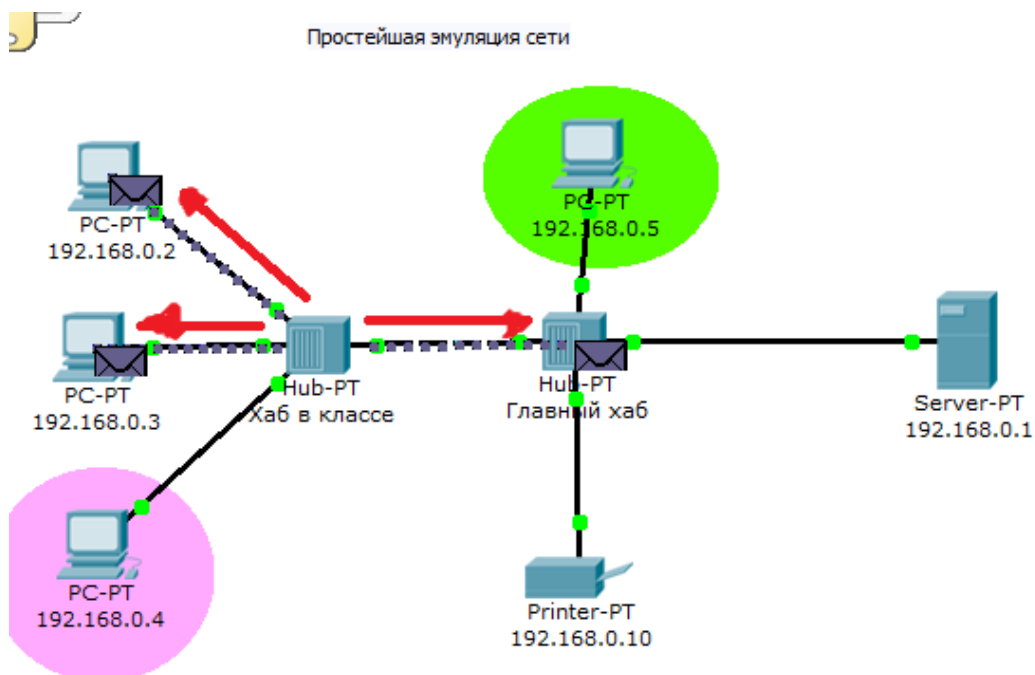 Простейшая эмуляция сети
PC-PT
192.168.0.2
PC-PT
192.168.0.5
PC-PT
192.168.0.3
Hub-PT
Хаб в классе
Hub-PT
Главный хаб
Server-PT
192.168.0.1
PC-PT
192.168.0.4
Printer-PT
192.168.0.10